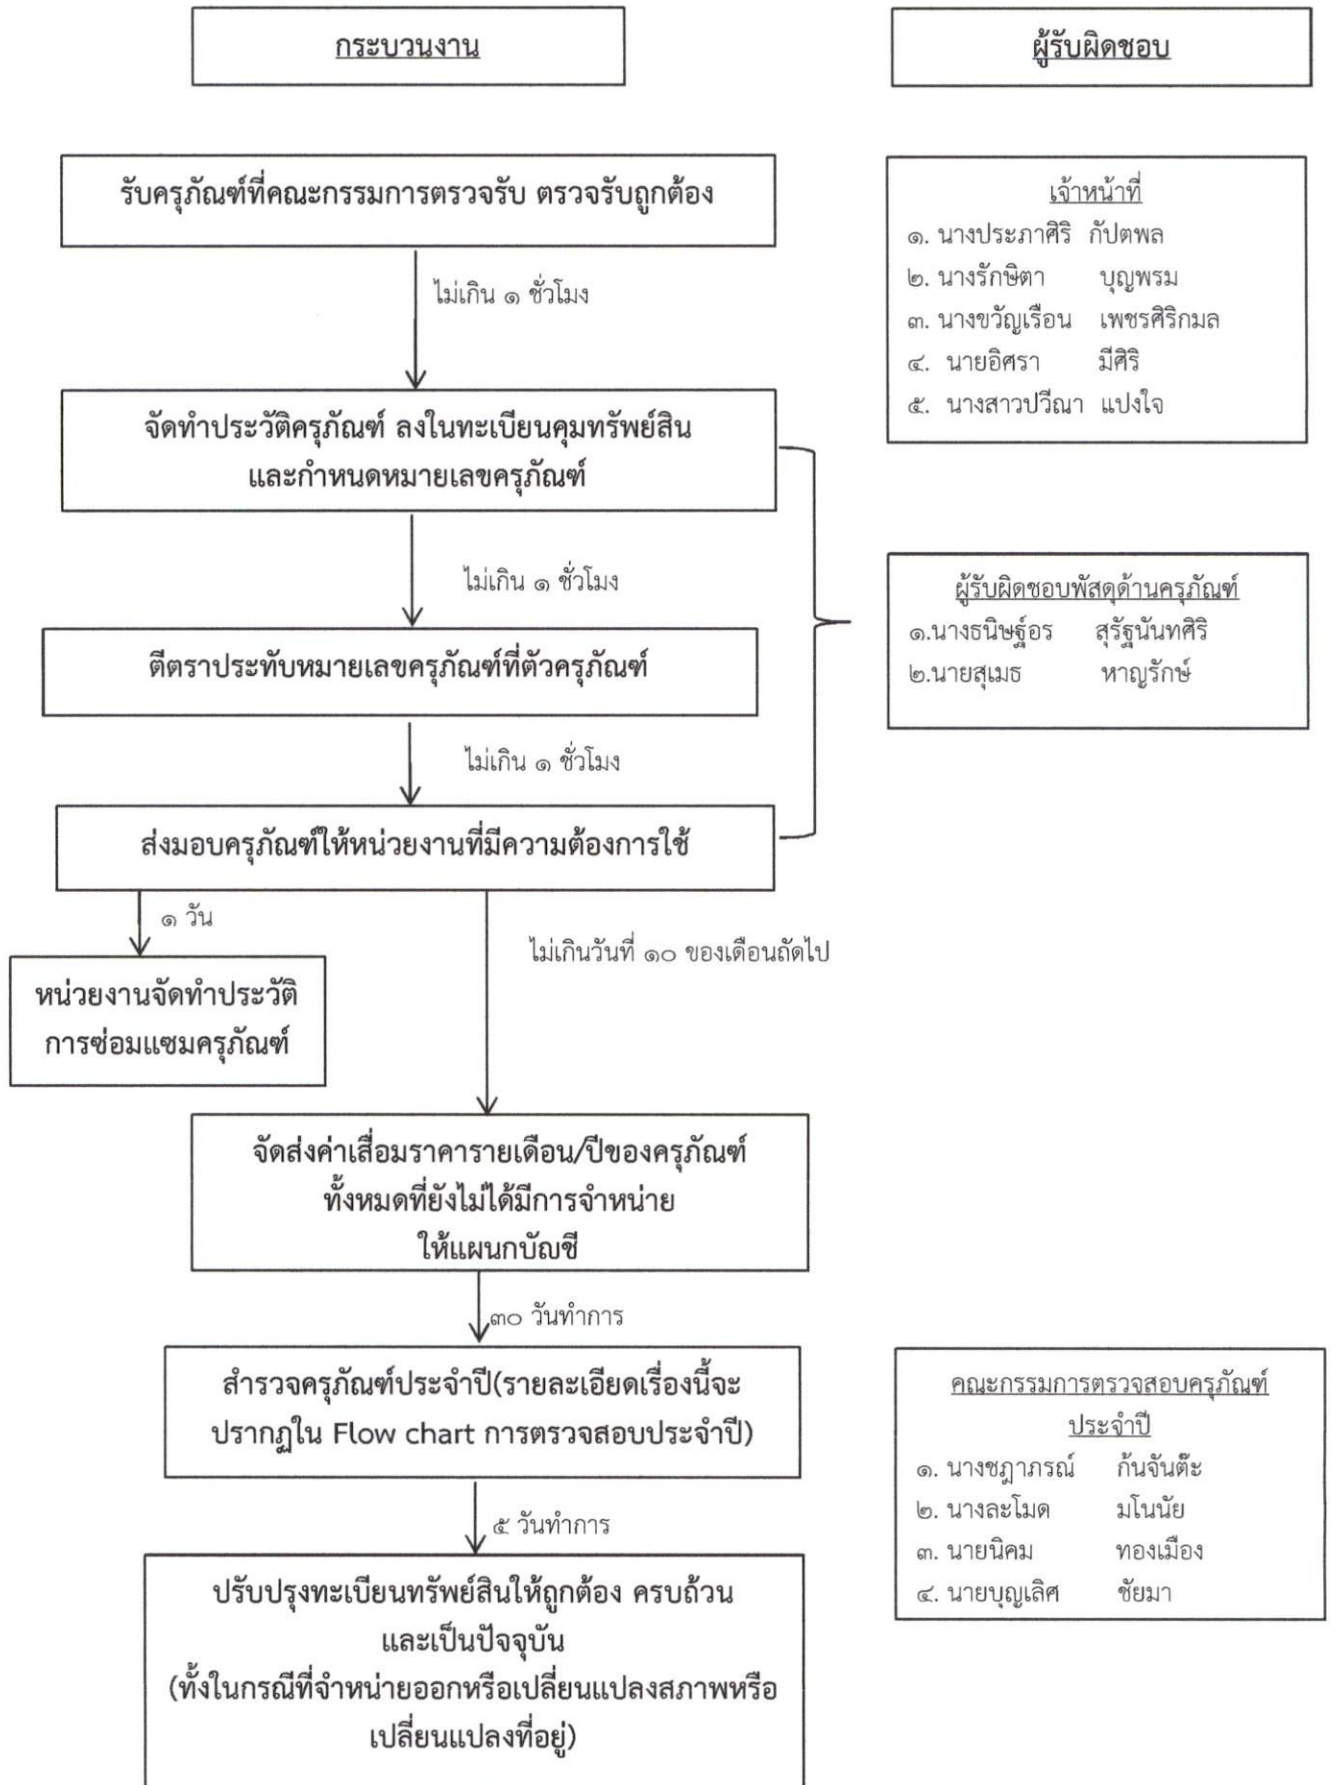 กระบวนงาน
ผู้รับผิดชอบ
รับครุภัณฑ์ที่คณะกรรมการตรวจรับ ตรวจรับถูกต้อง
เจ้าหน้าที่
๑. นางประภาศิริ กัปตพล
๒. นางรักษิตา บุญพรม
๓. นางขวัญเรือน เพชรศิริกมล
๔. นายอิศรา มีศิริ
๕. นางสาวปวีณา แปงใจ
ไม่เกิน ๑ ชั่วโมง
จัดทำประวัติครุภัณฑ์ ลงในทะเบียนคุมทรัพย์สิน
และกำหนดหมายเลขครุภัณฑ์
ไม่เกิน ๑ ชั่วโมง
ผู้รับผิดชอบพัสดุด้านครุภัณฑ์
๑.นางธนิษฐ์อร สุรัฐนันทศิริ
๒.นายสุเมธ หาญรักษ์
ตีตราประทับหมายเลขครุภัณฑ์ที่ตัวครุภัณฑ์
ไม่เกิน ๑ ชั่วโมง
ส่งมอบครุภัณฑ์ให้หน่วยงานที่มีความต้องการใช้
๑ วัน
ไม่เกินวันที่ ๑๐ ของเดือนถัดไป
หน่วยงานจัดทำประวัติ
การซ่อมแซมครุภัณฑ์
จัดส่งค่าเสื่อมราคารายเดือน/ปีของครุภัณฑ์
ทั้งหมดที่ยังไม่ได้มีการจำหน่าย
ให้แผนกบัญชี
๓๐ วันทำการ
สำรวจครุภัณฑ์ประจำปี(รายละเอียดเรื่องนี้จะ
ปรากฏใน Flow chart การตรวจสอบประจำปี)
คณะกรรมการตรวจสอบครุภัณฑ์
ประจำปี
๑. นางชฎาภรณ์ ก้นจันต๊ะ
๒. นางละโมด มโนนัย
๓. นายนิคม ทองเมือง
๔. นายบุญเลิศ ชัยมา
๕ วันทำการ
ปรับปรุงทะเบียนทรัพย์สินให้ถูกต้อง ครบถ้วน
และเป็นปัจจุบัน
(ทั้งในกรณีที่จำหน่ายออกหรือเปลี่ยนแปลงสภาพหรือ
เปลี่ยนแปลงที่อยู่)